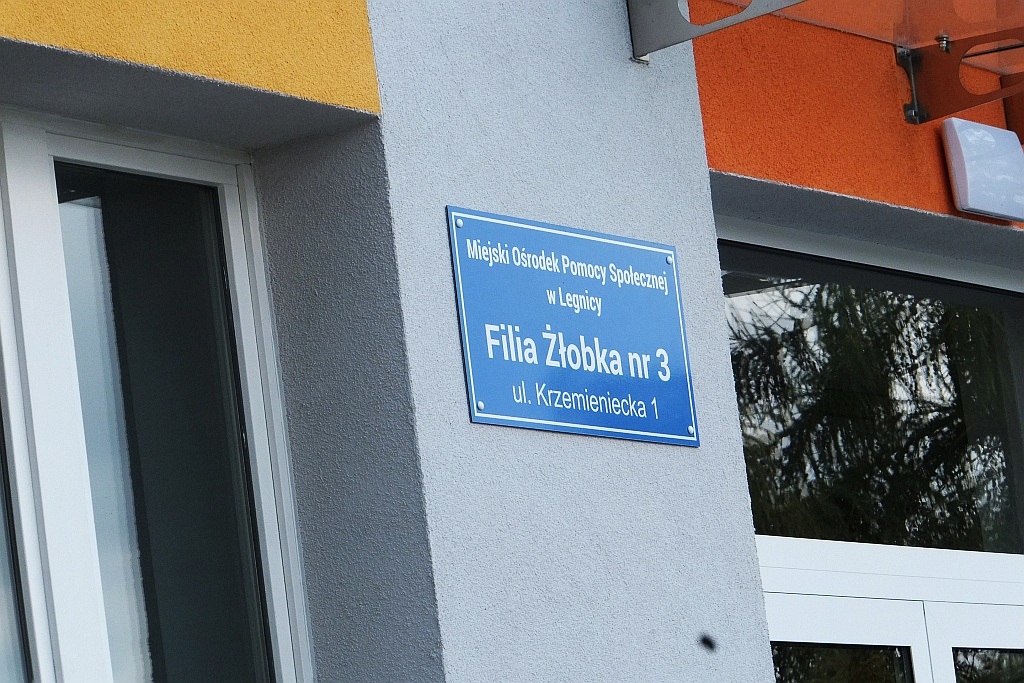 Miejski Ośrodek Pomocy Społecznej
w Legnicy
Filia Żłobka nr 3
ul. Krzemieniecka 1